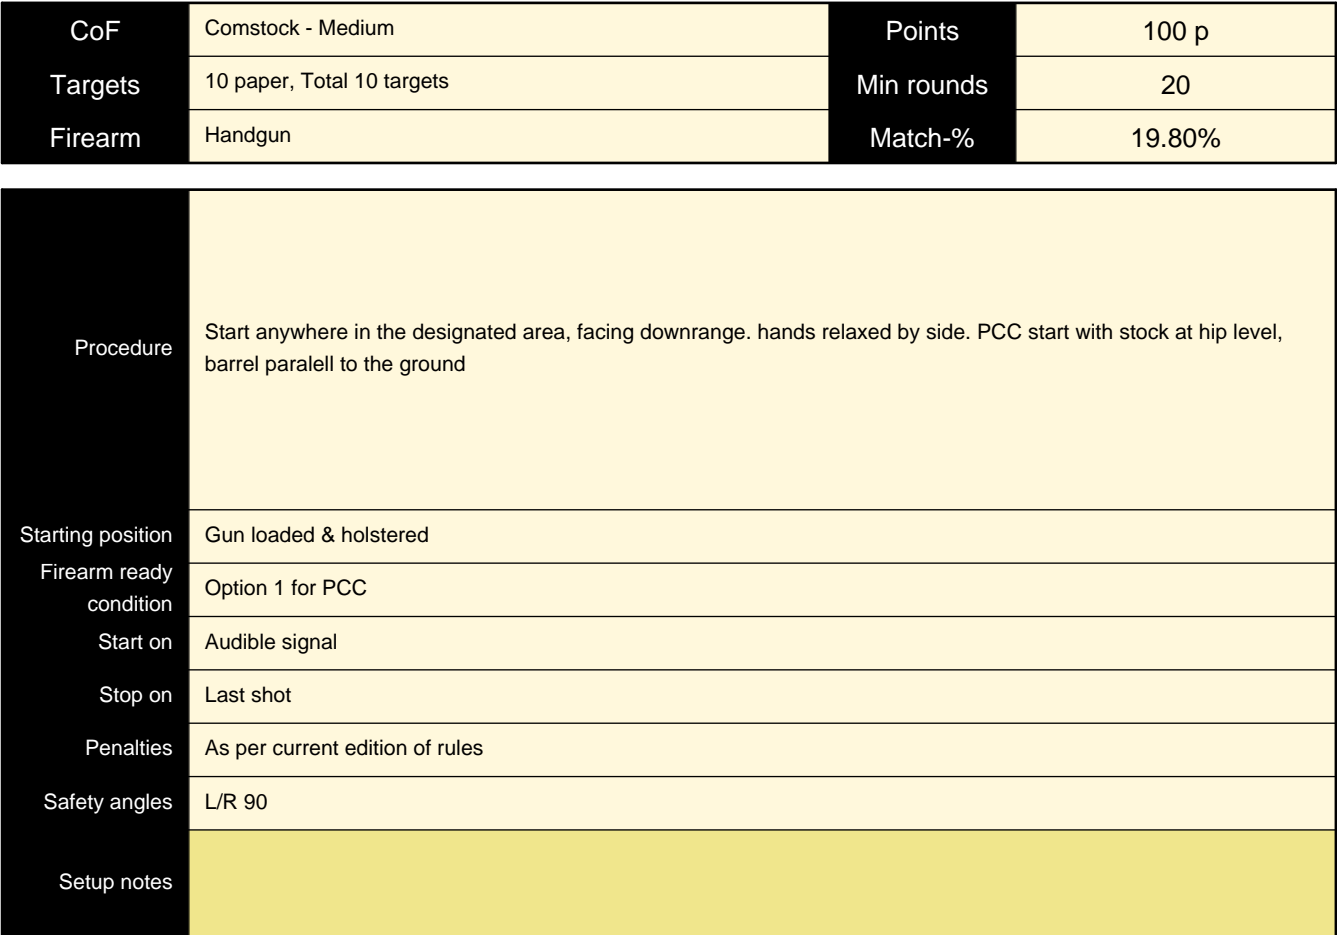 CoF
Comstock - Medium
Points
100 p
Targets
10 paper, Total 10 targets
Min rounds
20
Firearm
Handgun
Match-%
19.80%
Procedure
Start anywhere in the designated area, facing downrange. hands relaxed by side. PCC start with stock at hip level,
barrel paralell to the ground
Starting position
Gun loaded & holstered
Firearm ready
condition
Option 1 for PCC
Start on
Audible signal
Stop on
Last shot
Penalties
As per current edition of rules
Safety angles
L/R 90
Setup notes